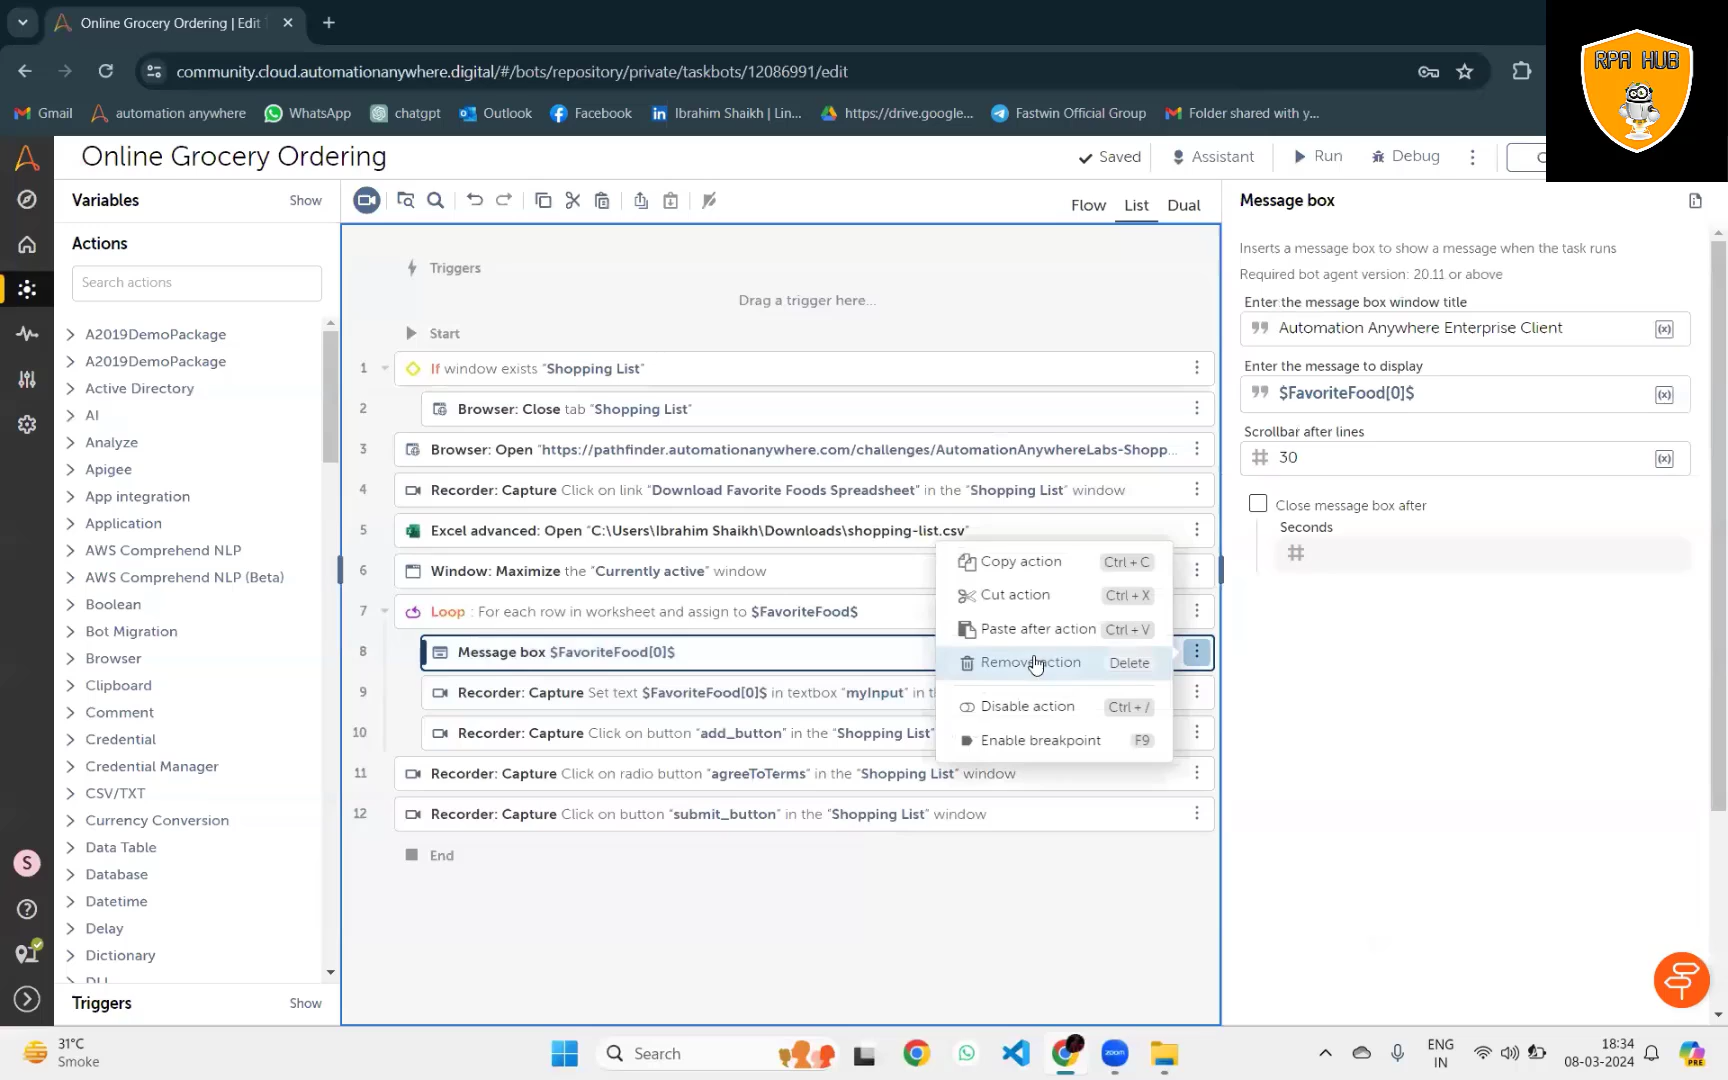 Online Grocery Ordering | Edit
community.cloud.automationanywhere.digital/#/bots/repository/private/taskbots/12086991/edit
RPA HUB
Gmail automation anywhere WhatsApp chatgpt Outlook Facebook Ibrahim Shaikh | Lin... https://drive.google... Fastwin Official Group Folder shared with y...
Online Grocery Ordering
Saved Assistant Run Debug
Variables Show
Flow List Dual
Message box
Actions
Search actions
A2019DemoPackage
A2019DemoPackage
Active Directory
AI
Analyze
Apigee
App integration
Application
AWS Comprehend NLP
AWS Comprehend NLP (Beta)
Boolean
Bot Migration
Browser
Clipboard
Comment
Credential
Credential Manager
CSV/TXT
Currency Conversion
Data Table
Database
Datetime
Delay
Dictionary
Triggers Show
Triggers
Drag a trigger here...
Start
1 If window exists "Shopping List"
2 Browser: Close tab "Shopping List"
3 Browser: Open "https://pathfinder.automationanywhere.com/challenges/AutomationAnywhereLabs-Shopp...
4 Recorder: Capture Click on link "Download Favorite Foods Spreadsheet" in the "Shopping List" window
5 Excel advanced: Open "C:\Users\Ibrahim Shaikh\Downloads\shopping-list.csv"
6 Window: Maximize the "Currently active" window
7 Loop : For each row in worksheet and assign to $FavoriteFood$
8 Message box $FavoriteFood[0]$
9 Recorder: Capture Set text $FavoriteFood[0]$ in textbox "myInput" in
10 Recorder: Capture Click on button "add_button" in the "Shopping List"
11 Recorder: Capture Click on radio button "agreeToTerms" in the "Shopping List" window
12 Recorder: Capture Click on button "submit_button" in the "Shopping List" window
End
Copy action Ctrl + C
Cut action Ctrl + X
Paste after action Ctrl + V
Remove action Delete
Disable action Ctrl + /
Enable breakpoint F9
Inserts a message box to show a message when the task runs
Required bot agent version: 20.11 or above
Enter the message box window title
Automation Anywhere Enterprise Client
Enter the message to display
$FavoriteFood[0]$
Scrollbar after lines
30
Close message box after
Seconds
S
31°C
Smoke
Search
zoom
ENG
IN
18:34
08-03-2024
PRE